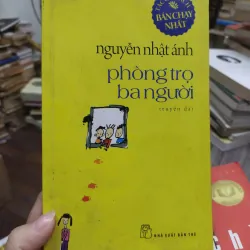 BÁN CHẠY
NHẤT
nguyễn nhật ánh
phòng trọ
ba người
truyện dài
NHÀ XUẤT BẢN TRẺ